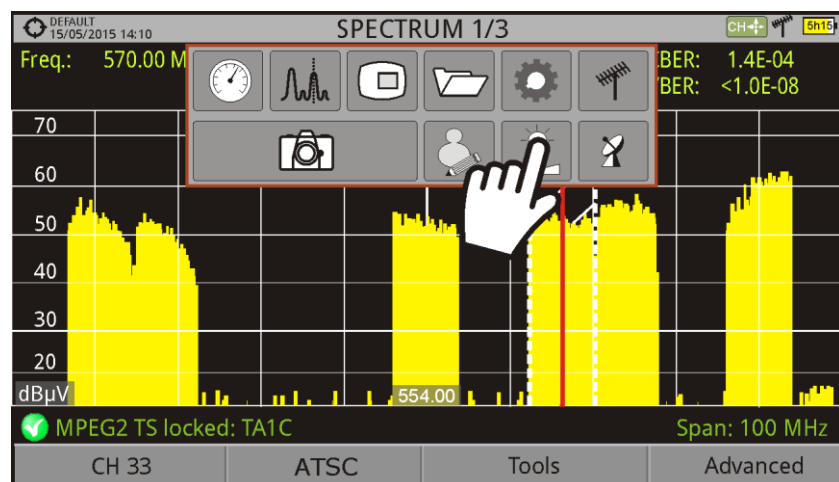 DEFAULT
15/05/2015 14:10
SPECTRUM 1/3
CH
5h15
Freq.: 570.00 M
BER: 1.4E-04
BER: <1.0E-08
70
60
50
40
30
20
dBµV
554.00
MPEG2 TS locked: TA1C
Span: 100 MHz
CH 33
ATSC
Tools
Advanced